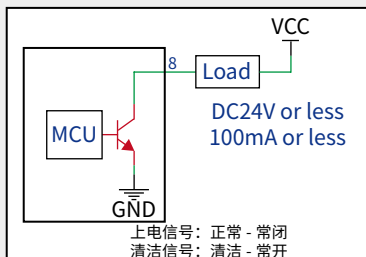 VCC
8
Load
DC24V or less
100mA or less
MCU
GND
上电信号：正常 - 常闭
清洁信号：清洁 - 常开